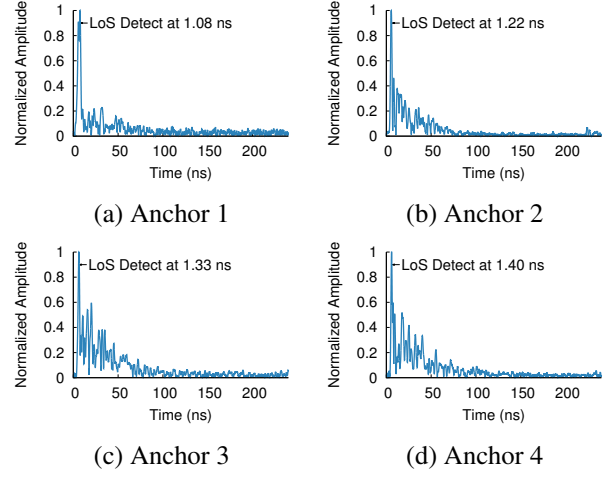 Normalized Amplitude
1
0.8
0.6
0.4
0.2
0
LoS Detect at 1.08 ns
0 50 100 150 200
Time (ns)
(a) Anchor 1
Normalized Amplitude
1
0.8
0.6
0.4
0.2
0
LoS Detect at 1.22 ns
0 50 100 150 200
Time (ns)
(b) Anchor 2
Normalized Amplitude
1
0.8
0.6
0.4
0.2
0
LoS Detect at 1.33 ns
0 50 100 150 200
Time (ns)
(c) Anchor 3
Normalized Amplitude
1
0.8
0.6
0.4
0.2
0
LoS Detect at 1.40 ns
0 50 100 150 200
Time (ns)
(d) Anchor 4